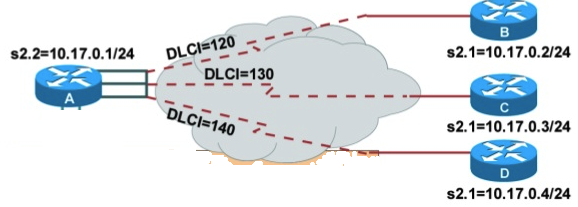 B
s2.2=10.17.0.1/24
DLCI=120
s2.1=10.17.0.2/24
DLCI=130
A
C
DLCI=140
s2.1=10.17.0.3/24
D
s2.1=10.17.0.4/24